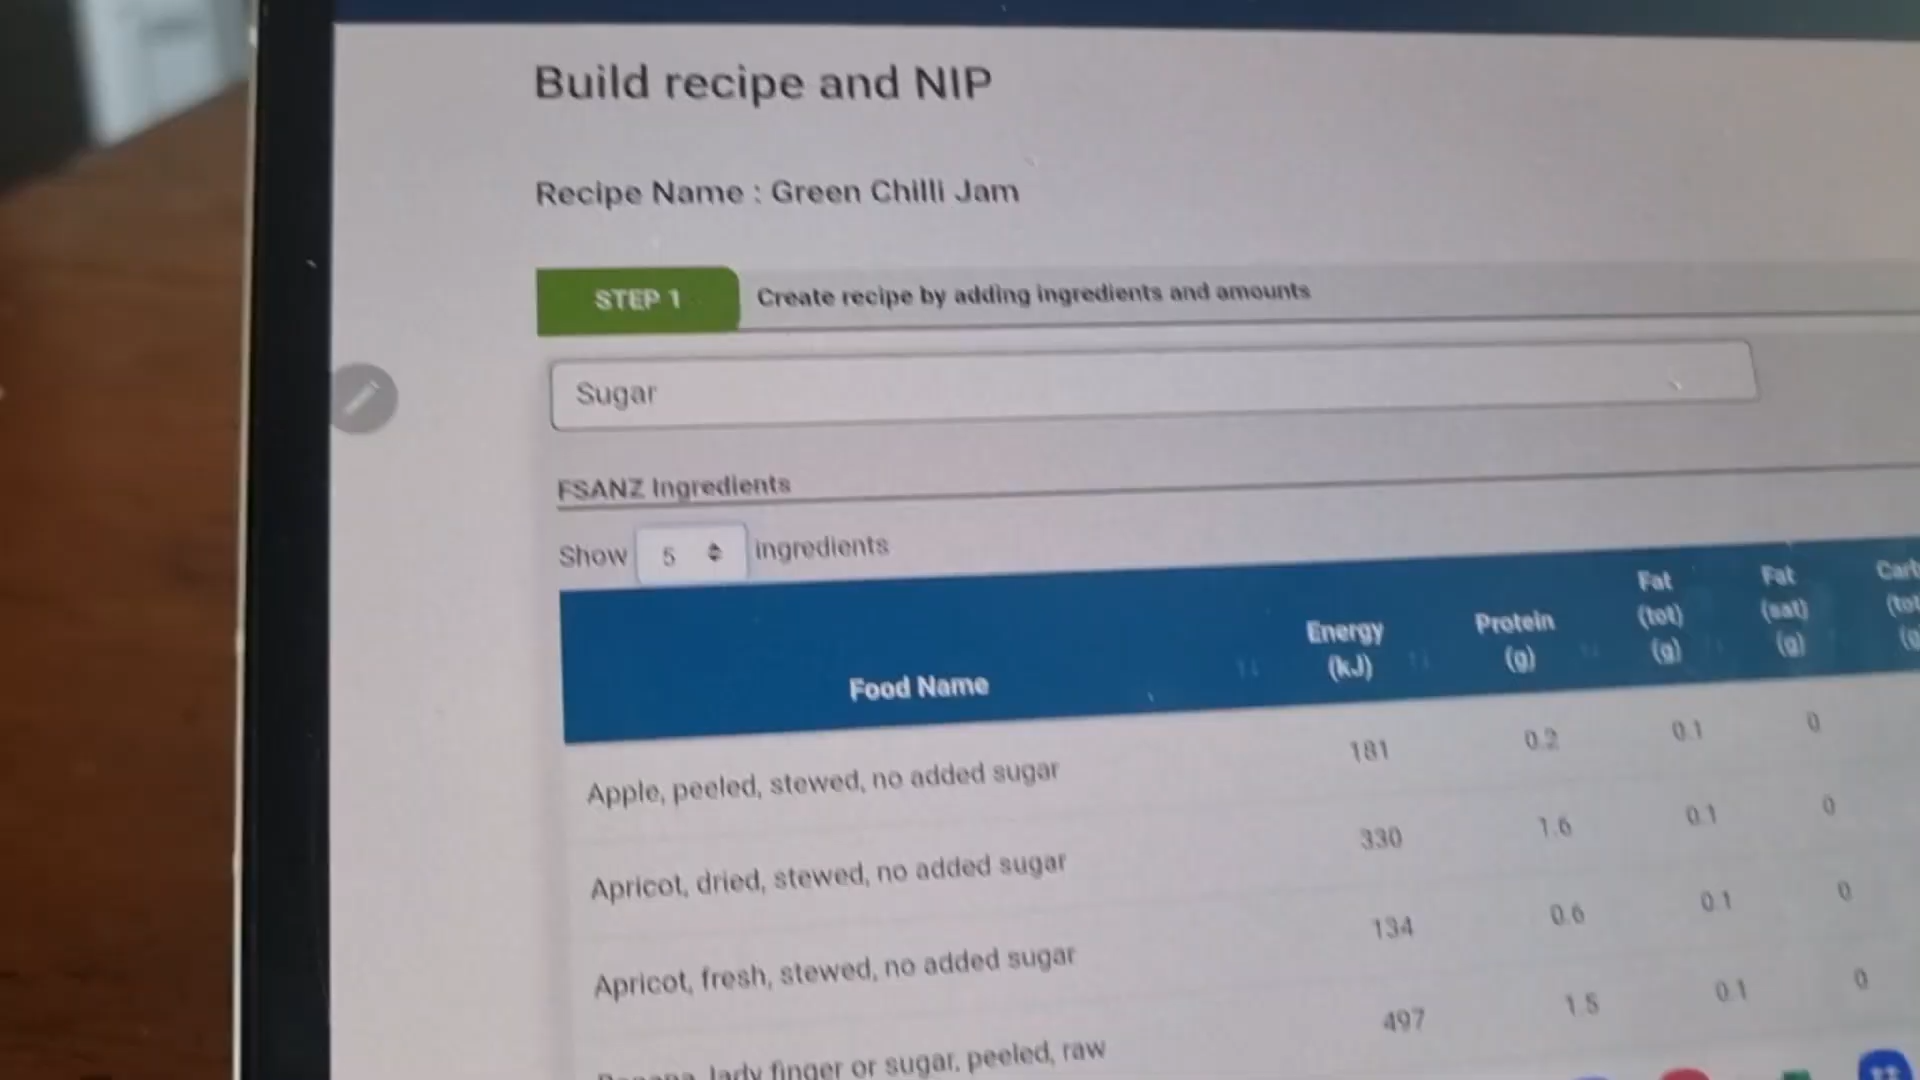 Build recipe and NIP
Recipe Name : Green Chilli Jam
STEP 1 Create recipe by adding ingredients and amounts
Sugar
FSANZ Ingredients
Show 5 ingredients
Food Name Energy (kJ) Protein (g) Fat (tot) (g) Fat (sat) (g)
Apple, peeled, stewed, no added sugar 181 0.2 0.1 0
Apricot, dried, stewed, no added sugar 330 1.6 0.1 0
Apricot, fresh, stewed, no added sugar 134 0.6 0.1 0
lady finger or sugar, peeled, raw 497 1.5 0.1 0